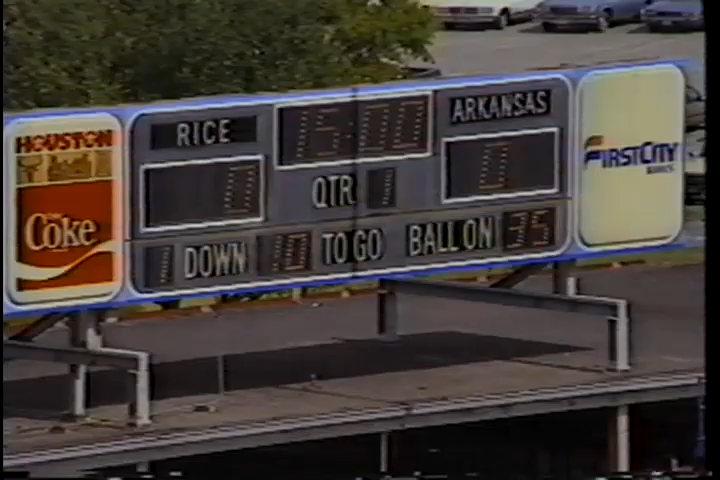 HOUSTON
Coke
RICE
15:00
ARKANSAS
0
QTR 1
0
1 DOWN 10 TO GO BALL ON 35
FIRSTCITY